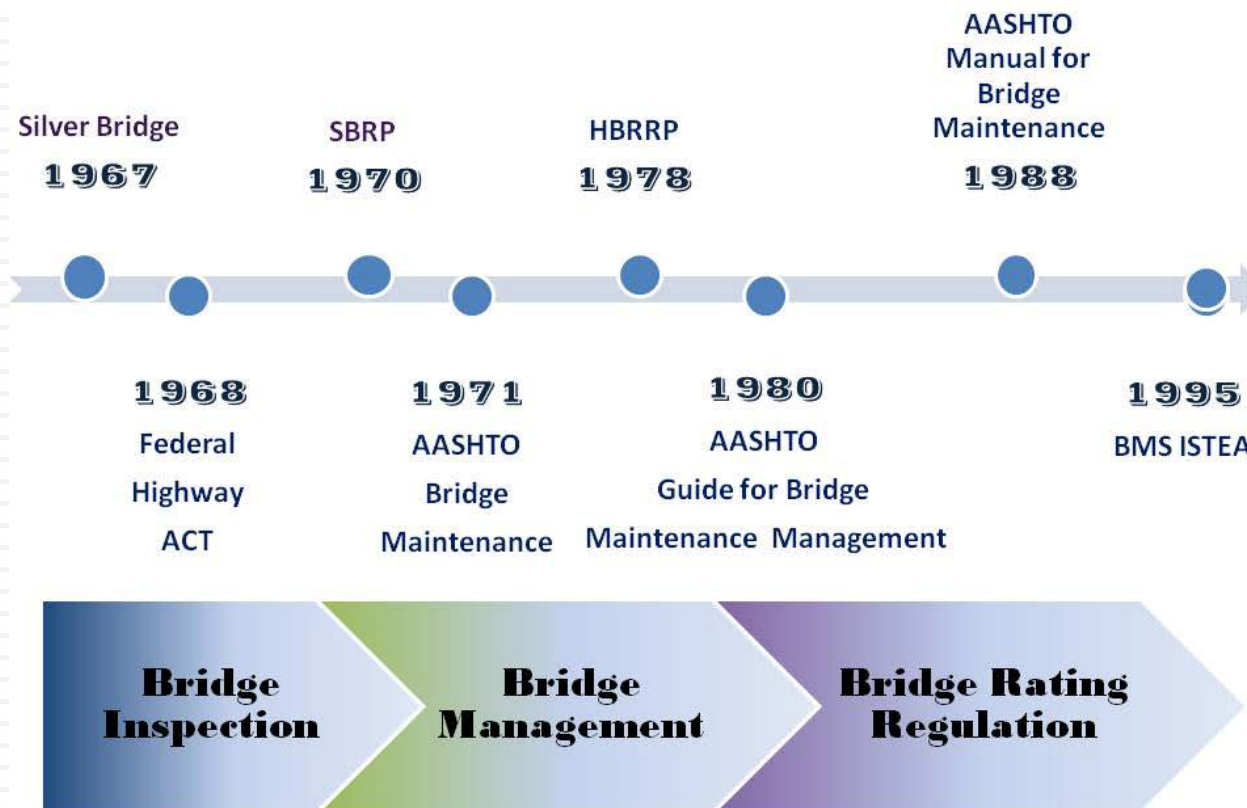 Silver Bridge
1967
SBRP
1970
HBRRP
1978
AASHTO
Manual for
Bridge
Maintenance
1988
1968
Federal
Highway
ACT
1971
AASHTO
Bridge
Maintenance
1980
AASHTO
Guide for Bridge
Maintenance Management
1995
BMS ISTEA
Bridge
Inspection
Bridge
Management
Bridge Rating
Regulation